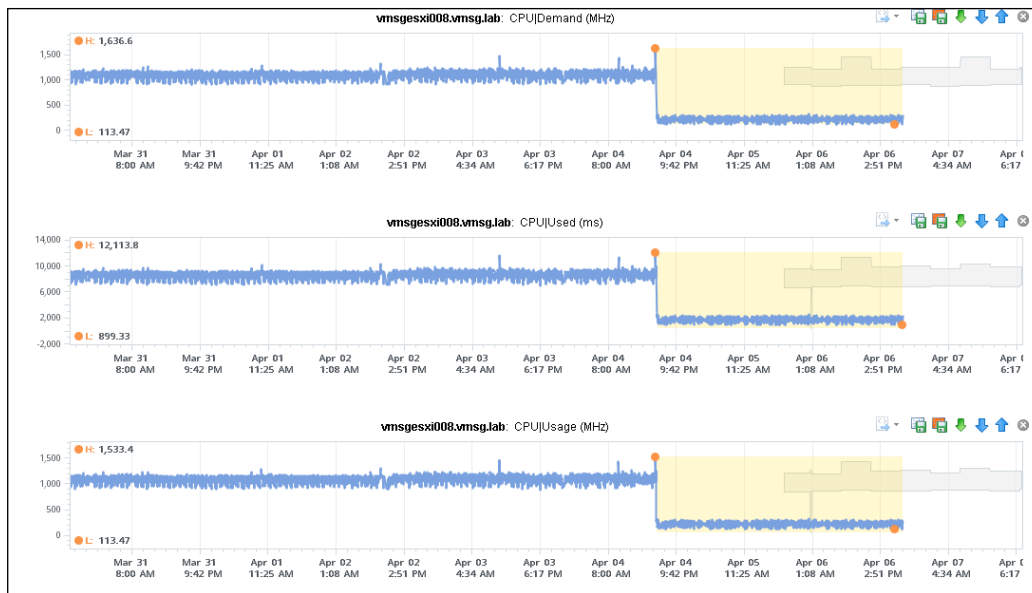 vmsgesxi008.vmsg.lab: CPU|Demand (MHz)
H: 1,636.6
1,500
1,000
500
0
L: 113.47
Mar 31 Mar 31 Apr 01 Apr 02 Apr 02 Apr 03 Apr 03 Apr 04 Apr 04 Apr 05 Apr 06 Apr 06 Apr 07 Apr 0
8:00 AM 9:42 PM 11:25 AM 1:08 AM 2:51 PM 4:34 AM 6:17 PM 8:00 AM 9:42 PM 11:25 AM 1:08 AM 2:51 PM 4:34 AM 6:17
vmsgesxi008.vmsg.lab: CPU|Used (ms)
14,000
H: 12,113.8
10,000
6,000
2,000
L: 899.33
-2,000
Mar 31 Mar 31 Apr 01 Apr 02 Apr 02 Apr 03 Apr 03 Apr 04 Apr 04 Apr 05 Apr 06 Apr 06 Apr 07 Apr 0
8:00 AM 9:42 PM 11:25 AM 1:08 AM 2:51 PM 4:34 AM 6:17 PM 8:00 AM 9:42 PM 11:25 AM 1:08 AM 2:51 PM 4:34 AM 6:17
vmsgesxi008.vmsg.lab: CPU|Usage (MHz)
H: 1,533.4
1,500
1,000
500
0
L: 113.47
Mar 31 Mar 31 Apr 01 Apr 02 Apr 02 Apr 03 Apr 03 Apr 04 Apr 04 Apr 05 Apr 06 Apr 06 Apr 07 Apr 0
8:00 AM 9:42 PM 11:25 AM 1:08 AM 2:51 PM 4:34 AM 6:17 PM 8:00 AM 9:42 PM 11:25 AM 1:08 AM 2:51 PM 4:34 AM 6:17